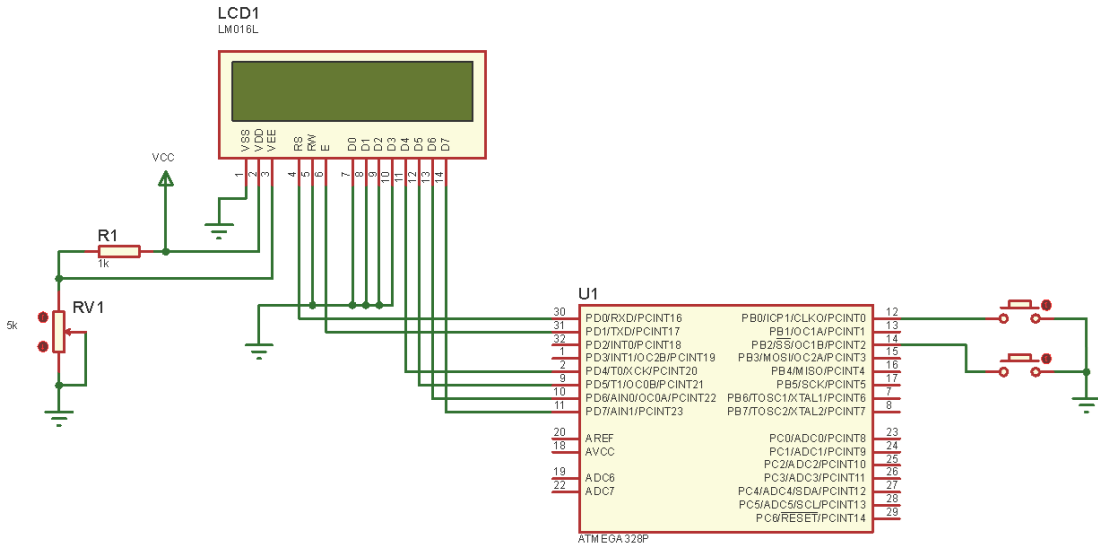 LCD1
LM016L
VSS
VDD
VEE
RS
RW
E
D0
D1
D2
D3
D4
D5
D6
D7
1
2
3
4
5
6
7
8
9
10
11
12
13
14
VCC
R1
1k
RV1
5k
U1
30 PD0/RXD/PCINT16
31 PD1/TXD/PCINT17
32 PD2/INT0/PCINT18
1 PD3/INT1/OC2B/PCINT19
2 PD4/T0/XCK/PCINT20
9 PD5/T1/OC0B/PCINT21
10 PD6/AIN0/OC0A/PCINT22
11 PD7/AIN1/PCINT23
20 AREF
18 AVCC
19 ADC6
22 ADC7
PB0/ICP1/CLKO/PCINT0 12
PB1/OC1A/PCINT1 13
PB2/SS/OC1B/PCINT2 14
PB3/MOSI/OC2A/PCINT3 15
PB4/MISO/PCINT4 16
PB5/SCK/PCINT5 17
PB6/TOSC1/XTAL1/PCINT6 7
PB7/TOSC2/XTAL2/PCINT7 8
PC0/ADC0/PCINT8 23
PC1/ADC1/PCINT9 24
PC2/ADC2/PCINT10 25
PC3/ADC3/PCINT11 26
PC4/ADC4/SDA/PCINT12 27
PC5/ADC5/SCL/PCINT13 28
PC6/RESET/PCINT14 29
ATMEGA328P